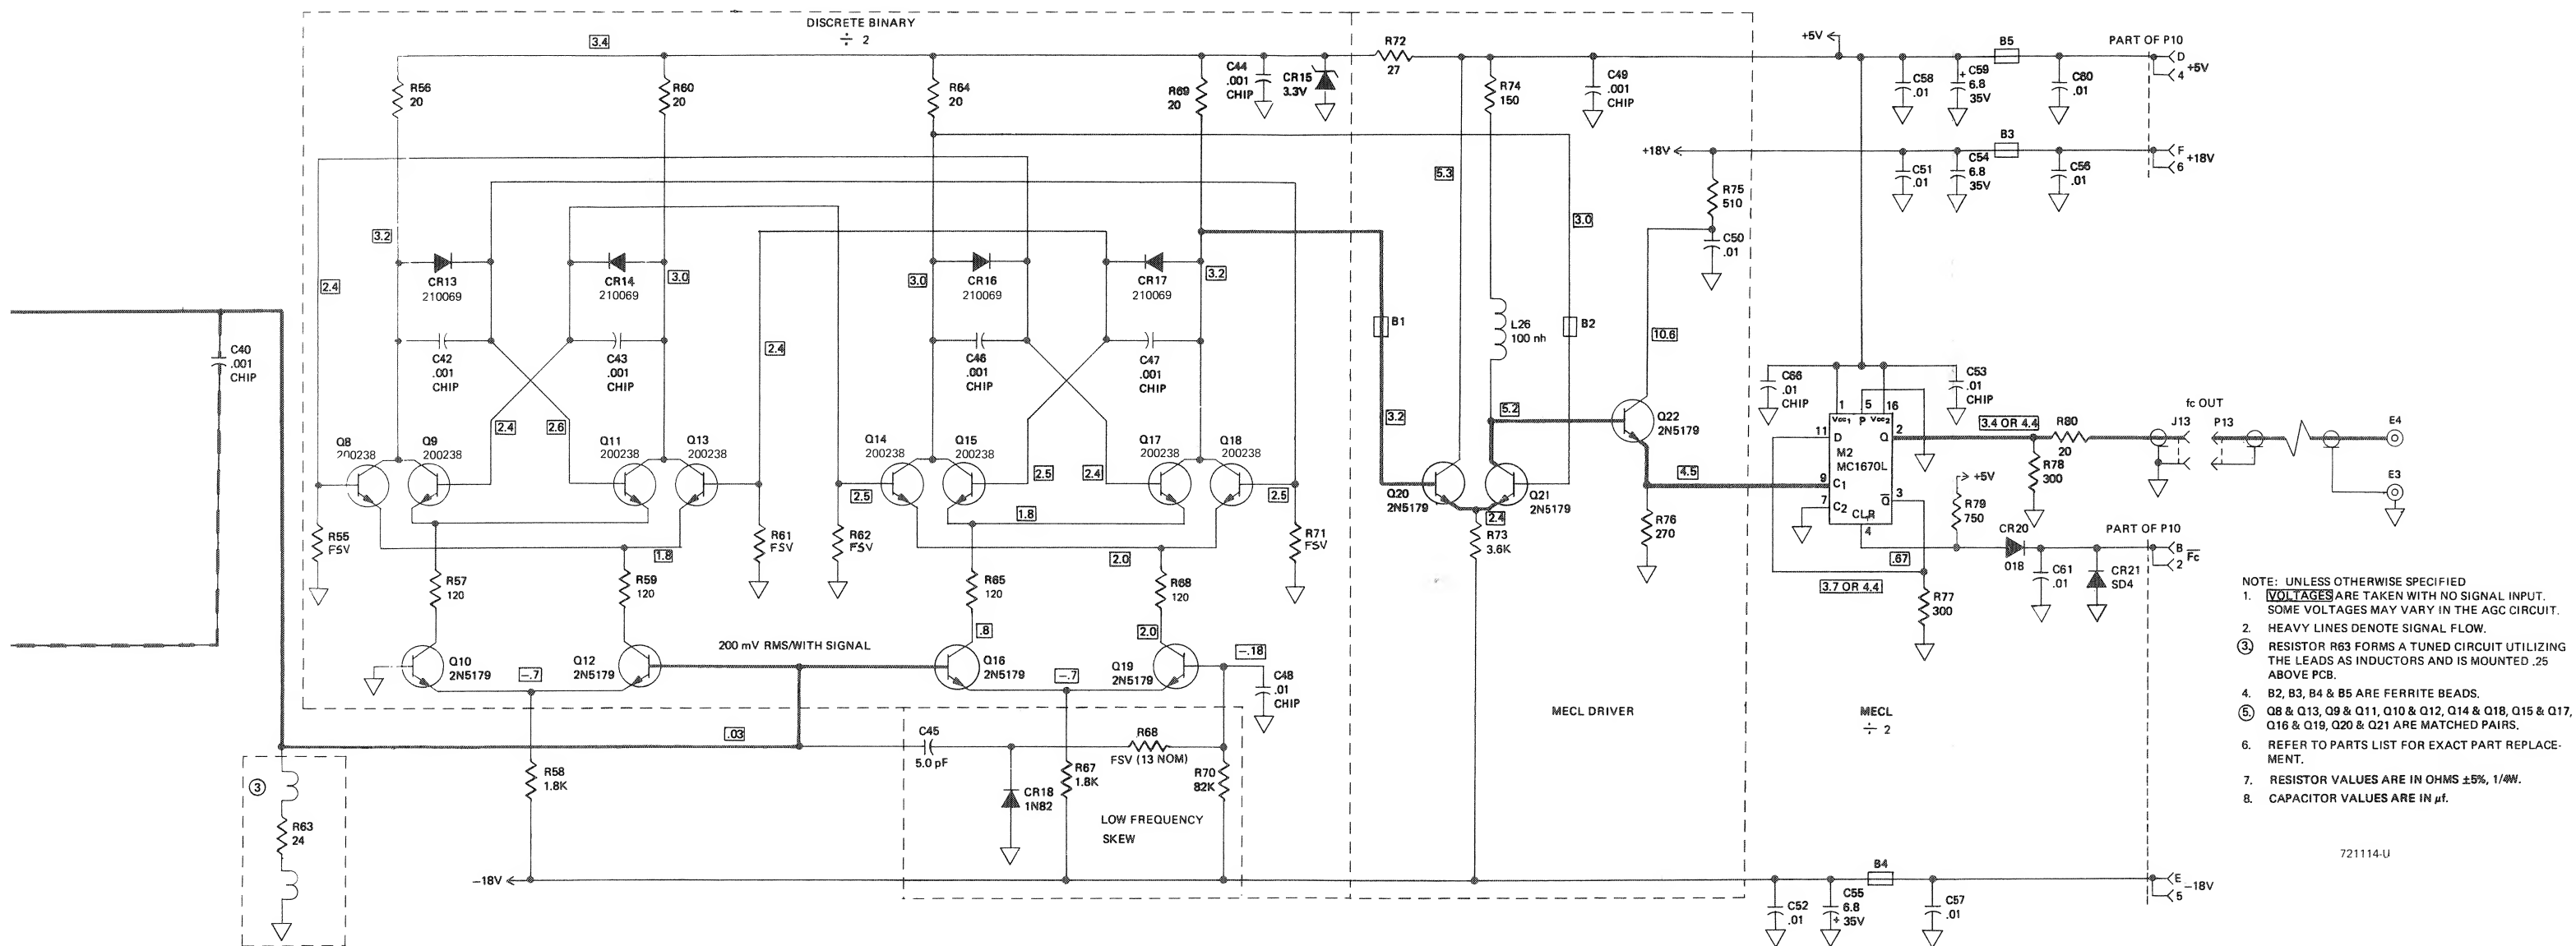 DISCRETE BINARY
÷ 2
3.4
R56
20
R60
20
R64
20
R69
20
C44
.001
CHIP
CR15
3.3V
R72
27
R74
150
C49
.001
CHIP
+5V
C58
.01
+ C59
6.8
35V
B5
C60
.01
PART OF P10
D
4
+5V
+18V
C51
.01
C54
6.8
35V
B3
C56
.01
F
6
+18V
R75
510
C50
.01
5.3
3.0
10.6
3.2
2.4
CR13
210069
CR14
210069
3.0
2.4
3.0
CR16
210069
CR17
210069
3.2
B1
L26
100 nh
B2
C40
.001
CHIP
C42
.001
CHIP
C43
.001
CHIP
C46
.001
CHIP
C47
.001
CHIP
3.2
5.2
Q8
200238
Q9
200238
2.4
2.6
Q11
200238
Q13
200238
Q14
200238
Q15
200238
2.5
2.5
2.4
Q17
200238
Q18
200238
2.5
Q20
2N5179
Q21
2N5179
2.4
Q22
2N5179
4.5
R55
FSV
1.8
R61
FSV
R62
FSV
1.8
2.0
R71
FSV
R73
3.6K
R76
270
R57
120
R59
120
R65
120
R68
120
.8
2.0
200 mV RMS/WITH SIGNAL
Q10
2N5179
-.7
Q12
2N5179
Q16
2N5179
-.7
Q19
2N5179
-.18
C48
.01
CHIP
C66
.01
CHIP
C53
.01
CHIP
1
5
16
Vcc1
P
Vcc2
11
D
Q
2
M2
MC1670L
9
C1
7
C2
Q̅
3
CLR
4
3.4 OR 4.4
R80
20
R78
300
fc OUT
J13
P13
E4
E3
+5V
R79
750
CR20
018
.67
3.7 OR 4.4
R77
300
C61
.01
CR21
SD4
PART OF P10
B
2
F̅c̅
MECL DRIVER
MECL
÷ 2
.03
C45
5.0 pF
R68
FSV (13 NOM)
R58
1.8K
CR18
1N82
R67
1.8K
R70
82K
LOW FREQUENCY
SKEW
3
R63
24
-18V
C52
.01
C55
6.8
+ 35V
B4
C57
.01
E
5
-18V
NOTE: UNLESS OTHERWISE SPECIFIED
1. VOLTAGES ARE TAKEN WITH NO SIGNAL INPUT.
SOME VOLTAGES MAY VARY IN THE AGC CIRCUIT.
2. HEAVY LINES DENOTE SIGNAL FLOW.
3. RESISTOR R63 FORMS A TUNED CIRCUIT UTILIZING
THE LEADS AS INDUCTORS AND IS MOUNTED .25
ABOVE PCB.
4. B2, B3, B4 & B5 ARE FERRITE BEADS.
5. Q8 & Q13, Q9 & Q11, Q10 & Q12, Q14 & Q18, Q15 & Q17,
Q16 & Q19, Q20 & Q21 ARE MATCHED PAIRS.
6. REFER TO PARTS LIST FOR EXACT PART REPLACE-
MENT.
7. RESISTOR VALUES ARE IN OHMS ±5%, 1/4W.
8. CAPACITOR VALUES ARE IN µf.
721114-U